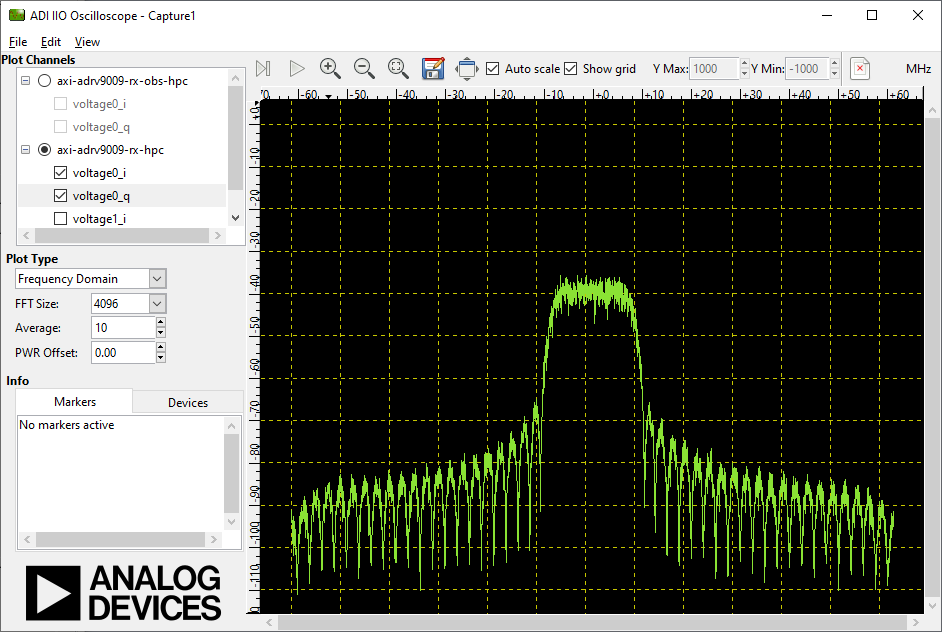 ADI IIO Oscilloscope - Capture1
File Edit View
Plot Channels
axi-adrv9009-rx-obs-hpc
voltage0_i
voltage0_q
axi-adrv9009-rx-hpc
voltage0_i
voltage0_q
voltage1_i
Plot Type
Frequency Domain
FFT Size: 4096
Average: 10
PWR Offset: 0.00
Info
Markers Devices
No markers active
ANALOG
DEVICES
Auto scale Show grid Y Max: 1000 Y Min: -1000 MHz
-60 -50 -40 -30 -20 -10 +0 +10 +20 +30 +40 +50 +60
+0
-10
-20
-30
-40
-50
-60
-70
-80
-90
-100
-110